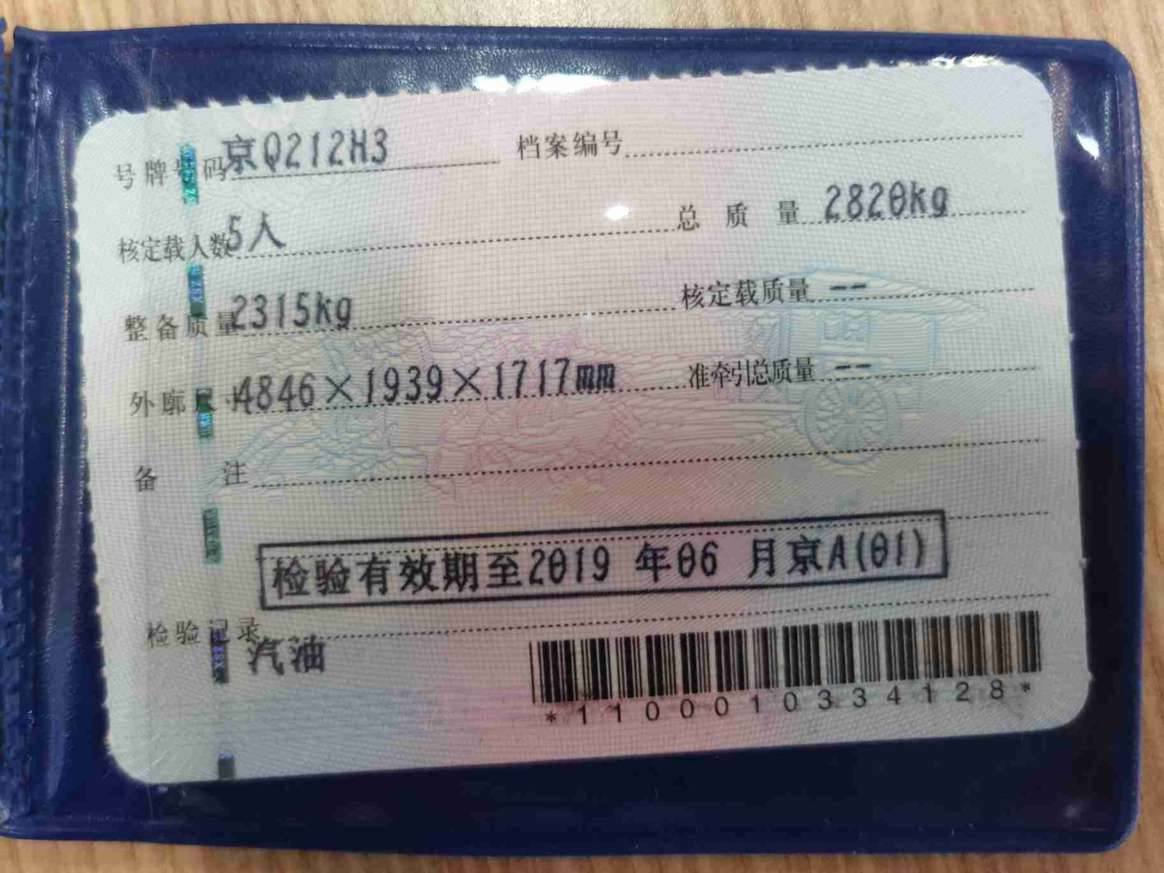 号牌号码 京Q212H3 档案编号
核定载人数 5人 总质量 2820kg
整备质量 2315kg 核定载质量 --
外廓尺寸 4846×1939×1717mm 准牵引总质量 --
备注
检验有效期至2019 年06 月京A(01)
检验记录
汽油
*1100010334128*